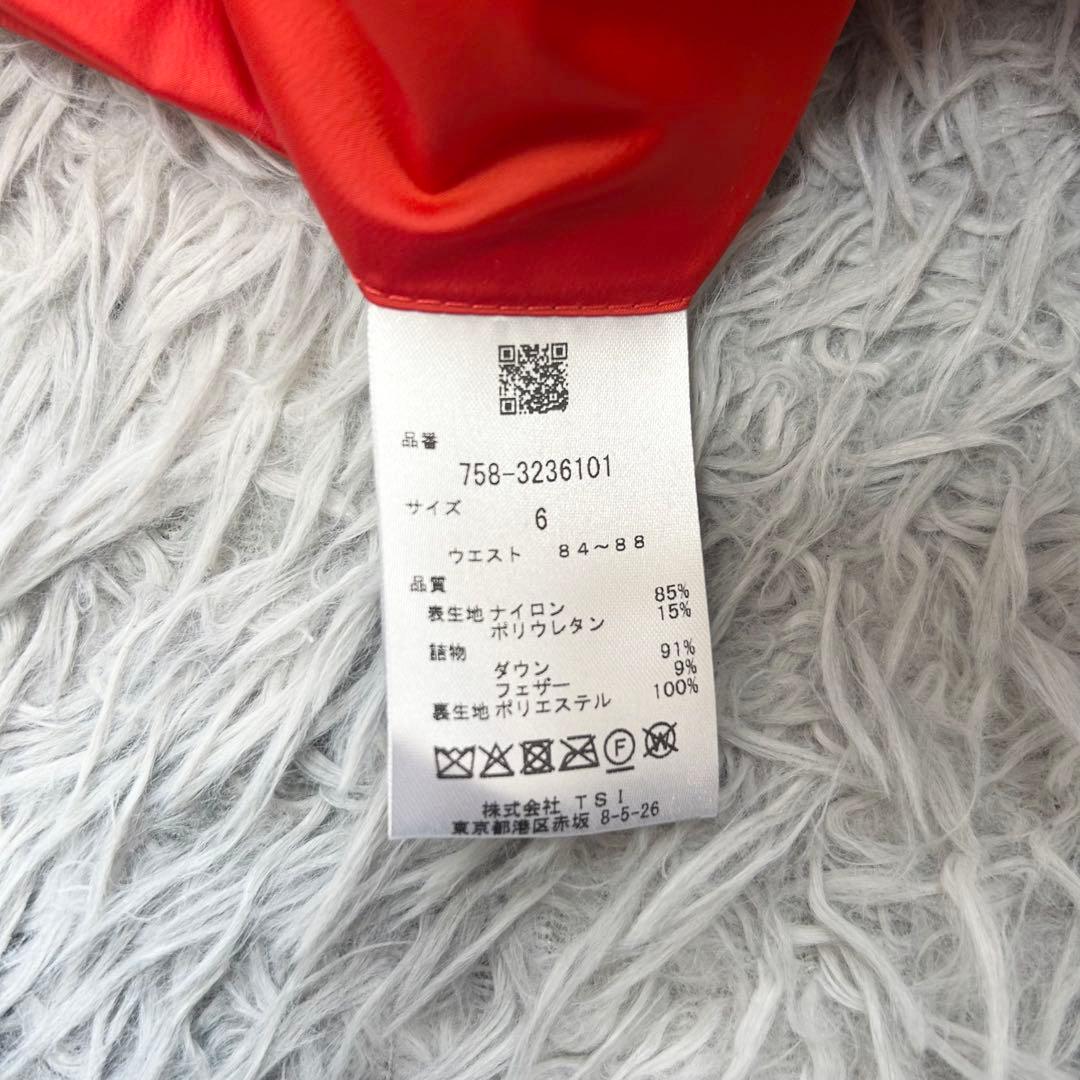 品番
758-3236101
サイズ 6
ウエスト 84~88
品質
表生地 ナイロン 85%
ポリウレタン 15%
詰物
ダウン 91%
フェザー 9%
裏生地 ポリエステル 100%
F W
株式会社 TSI
東京都港区赤坂 8-5-26